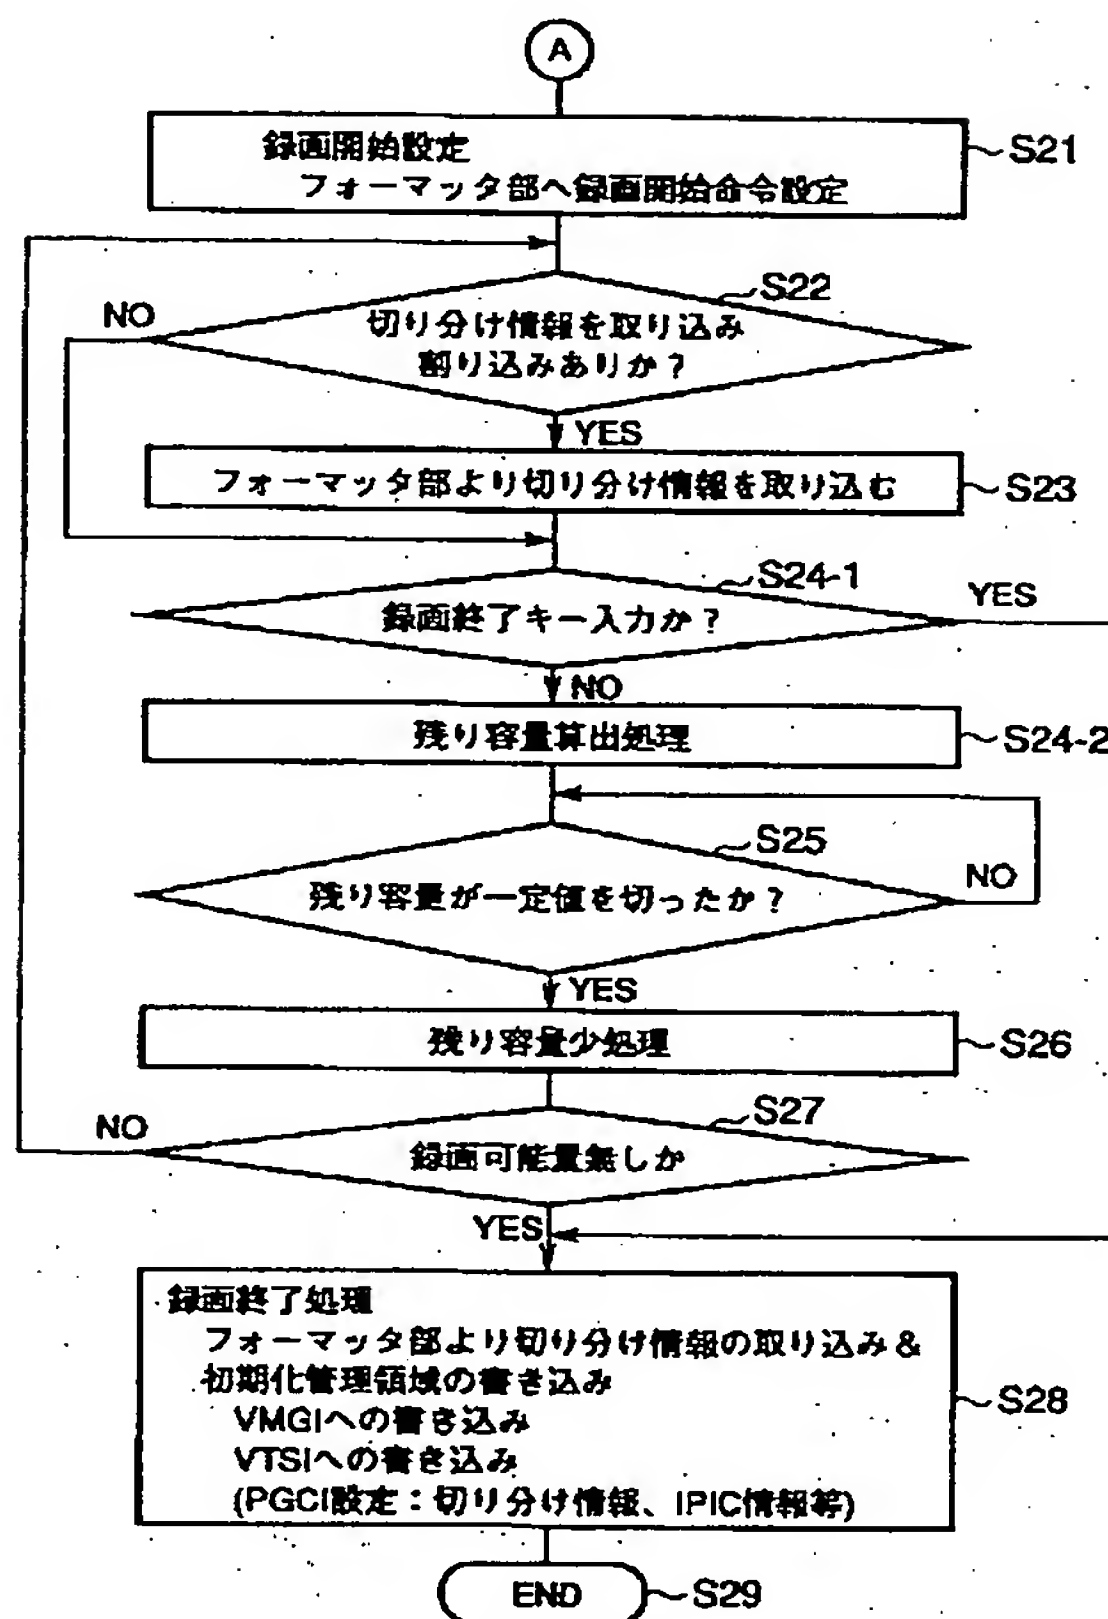 A
録画開始設定
フォーマッタ部へ録画開始命令設定
S21
S22
NO
切り分け情報を取り込み
割り込みありか?
YES
フォーマッタ部より切り分け情報を取り込む
S23
S24-1
YES
録画終了キー入力か?
NO
残り容量算出処理
S24-2
S25
残り容量が一定値を切ったか?
NO
YES
残り容量少処理
S26
S27
NO
録画可能量無しか
YES
録画終了処理
フォーマッタ部より切り分け情報の取り込み&
初期化管理領域の書き込み
VMGIへの書き込み
VTSIへの書き込み
(PGCI設定:切り分け情報、IPIC情報等)
S28
END
S29